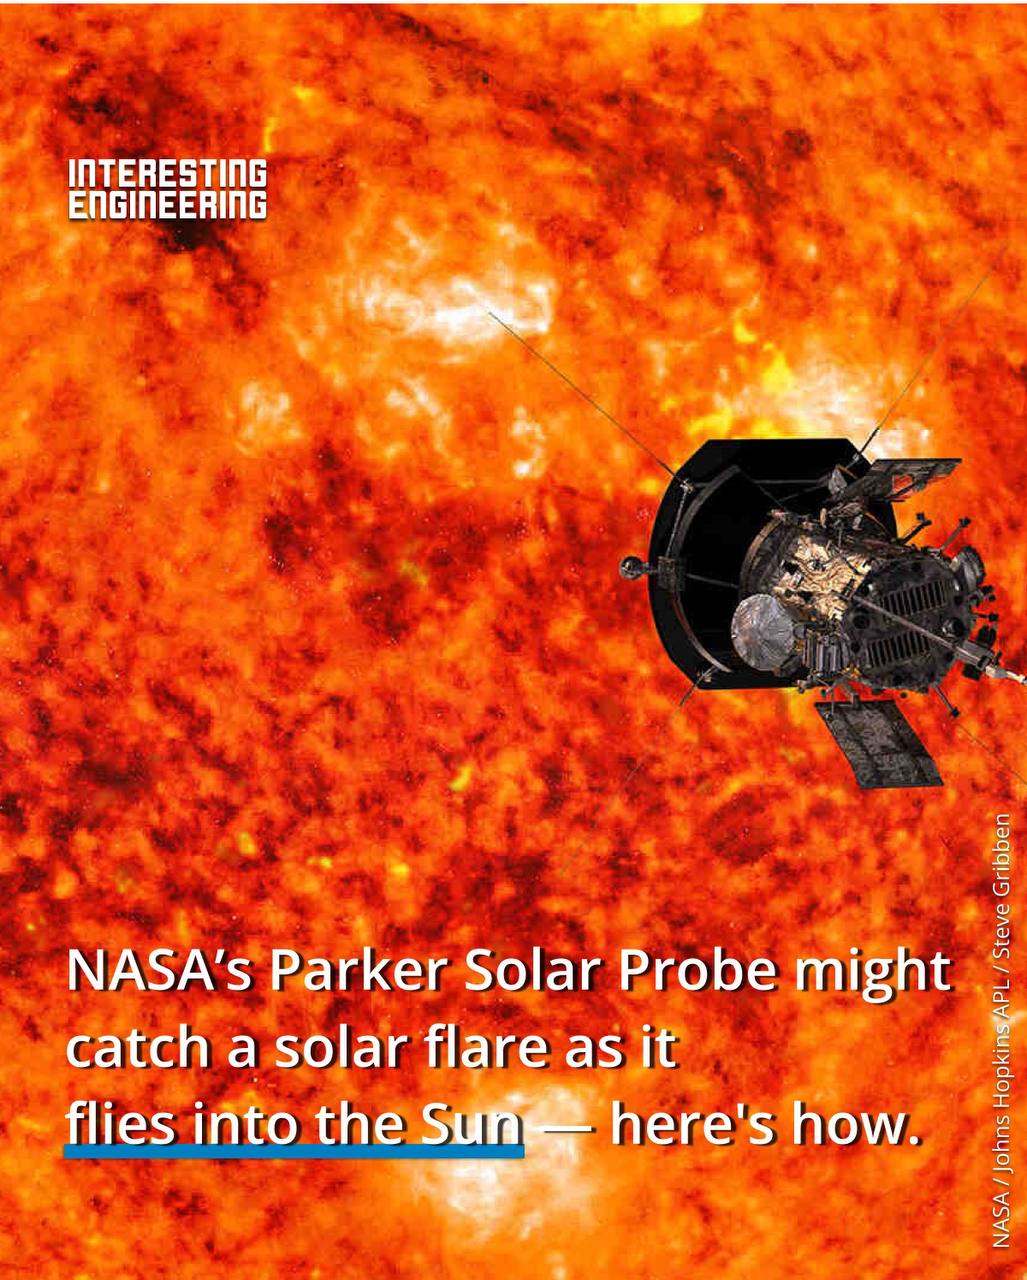 INTERESTING
ENGINEERING
NASA / Johns Hopkins APL / Steve Gribben
NASA’s Parker Solar Probe might
catch a solar flare as it
flies into the Sun — here's how.